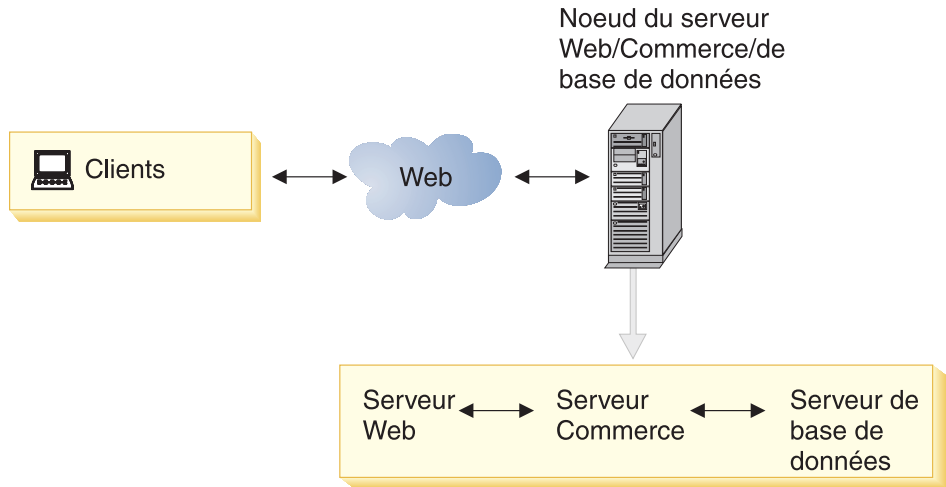 Noeud du serveur
Web/Commerce/de
base de données
Clients
Web
Serveur
Web
Serveur
Commerce
Serveur de
base de
données